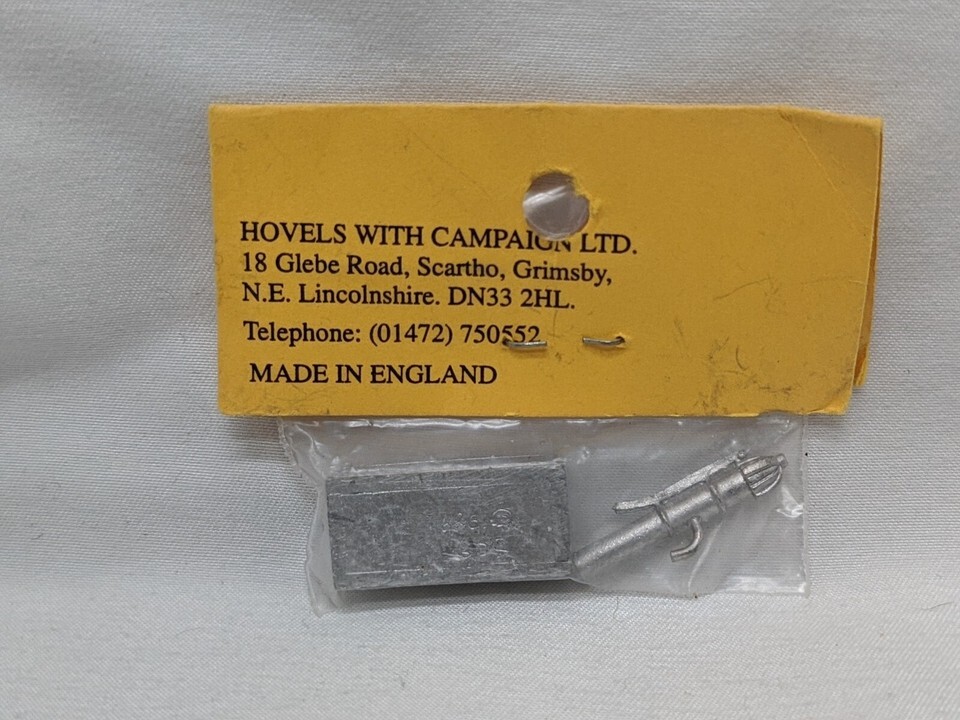 HOVELS WITH CAMPAIGN LTD.
18 Glebe Road, Scartho, Grimsby,
N.E. Lincolnshire. DN33 2HL.
Telephone: (01472) 750552
MADE IN ENGLAND